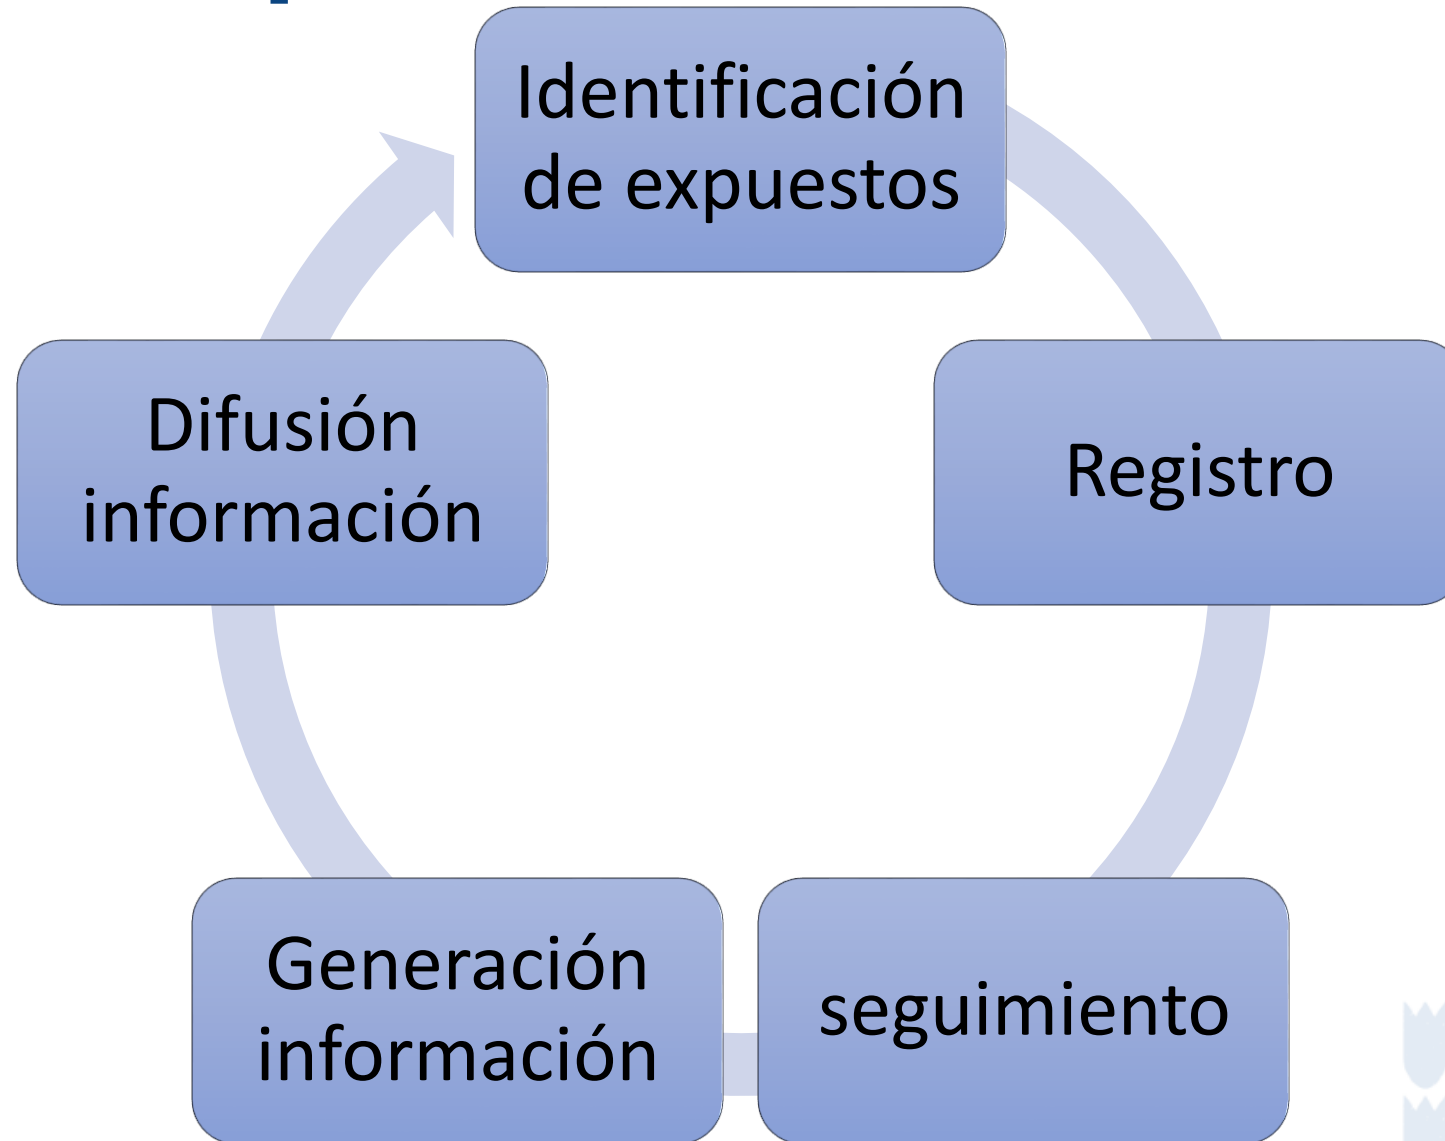 Identificación
de expuestos
Registro
seguimiento
Generación
información
Difusión
información